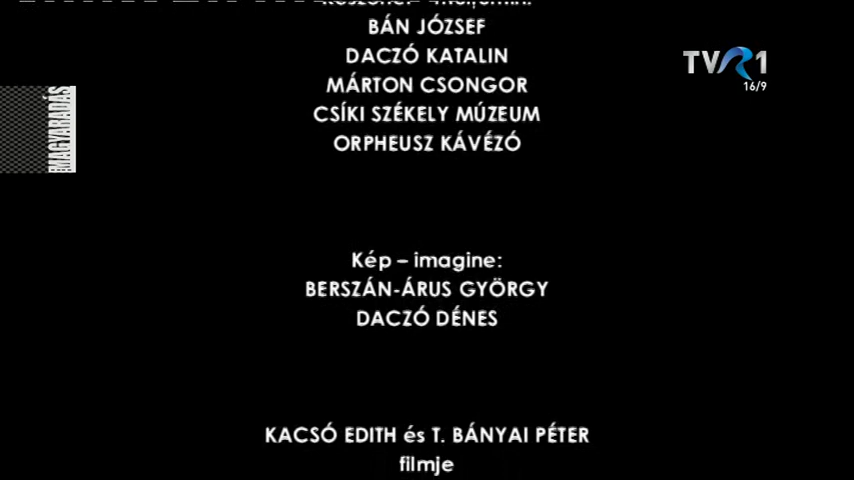 BÁN JÓZSEF
DACZÓ KATALIN
MÁRTON CSONGOR
CSÍKI SZÉKELY MÚZEUM
ORPHEUSZ KÁVÉZÓ
TVR1
16/9
MAGYARADÁS
Kép – imagine:
BERSZÁN-ÁRUS GYÖRGY
DACZÓ DÉNES
KACSÓ EDITH és T. BÁNYAI PÉTER
filmje